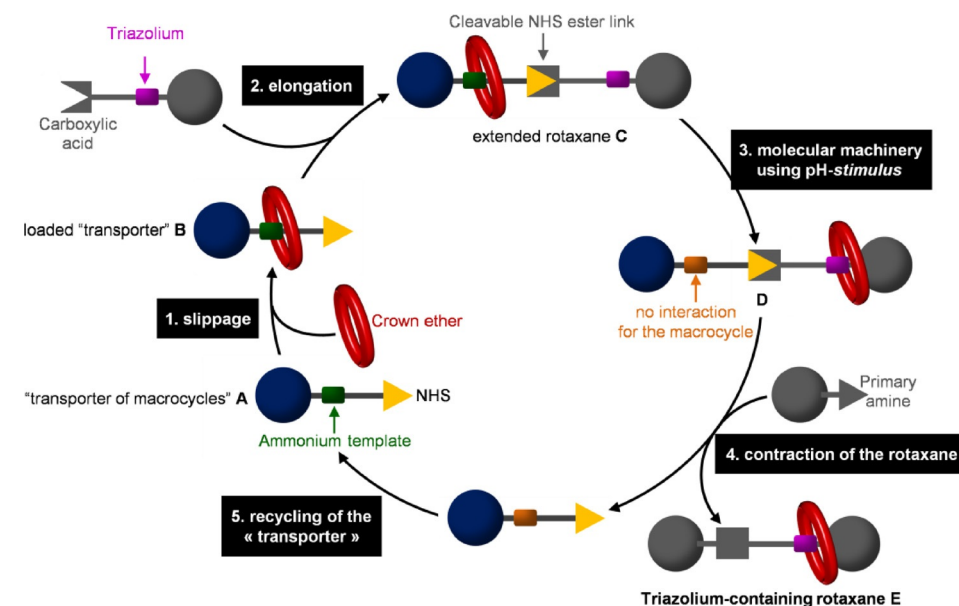 Triazolium
Carboxylic
acid
2. elongation
Cleavable NHS ester link
extended rotaxane C
3. molecular machinery
using pH-stimulus
loaded "transporter" B
D
no interaction
for the macrocycle
1. slippage
Crown ether
"transporter of macrocycles" A
NHS
Ammonium template
Primary
amine
4. contraction of the rotaxane
5. recycling of the
« transporter »
Triazolium-containing rotaxane E